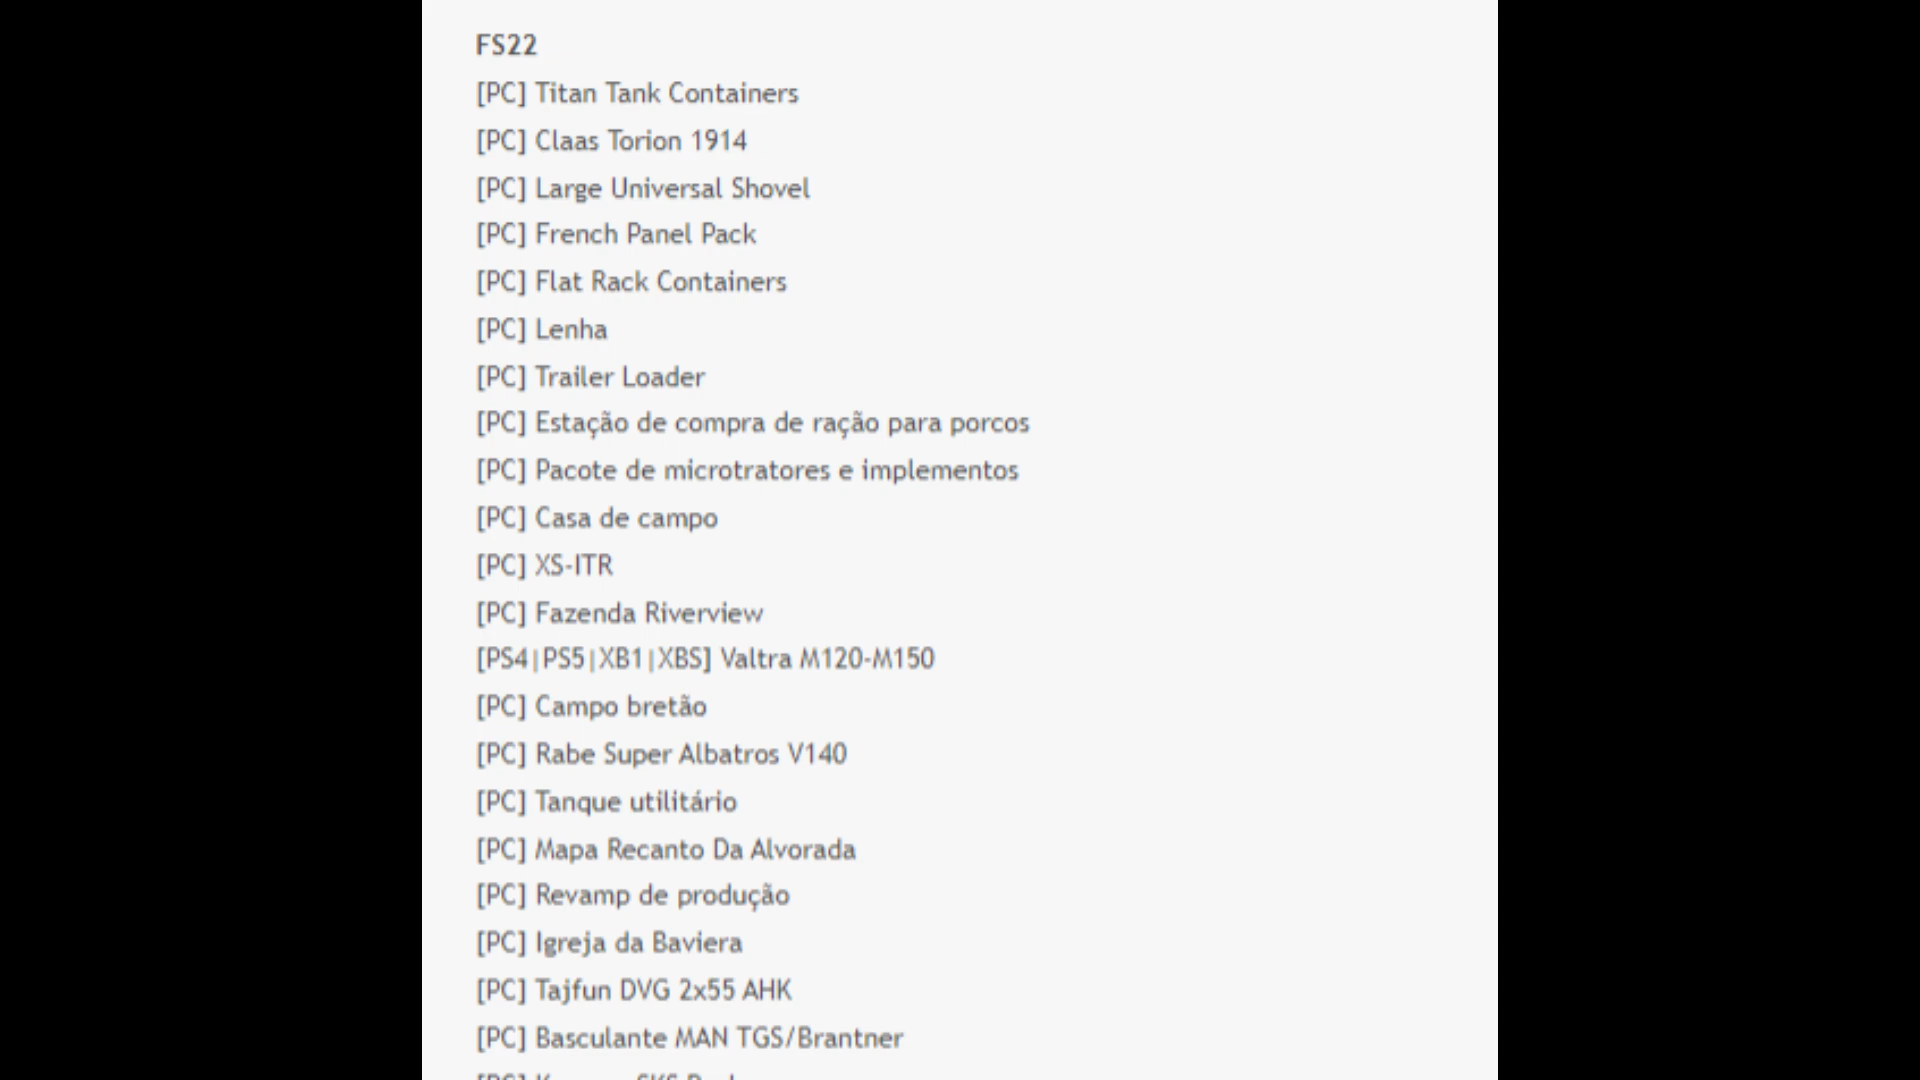 FS22
[PC] Titan Tank Containers
[PC] Claas Torion 1914
[PC] Large Universal Shovel
[PC] French Panel Pack
[PC] Flat Rack Containers
[PC] Lenha
[PC] Trailer Loader
[PC] Estação de compra de ração para porcos
[PC] Pacote de microtratores e implementos
[PC] Casa de campo
[PC] XS-ITR
[PC] Fazenda Riverview
[PS4|PS5|XB1|XBS] Valtra M120-M150
[PC] Campo bretão
[PC] Rabe Super Albatros V140
[PC] Tanque utilitário
[PC] Mapa Recanto Da Alvorada
[PC] Revamp de produção
[PC] Igreja da Baviera
[PC] Tajfun DVG 2x55 AHK
[PC] Basculante MAN TGS/Brantner
[PC]